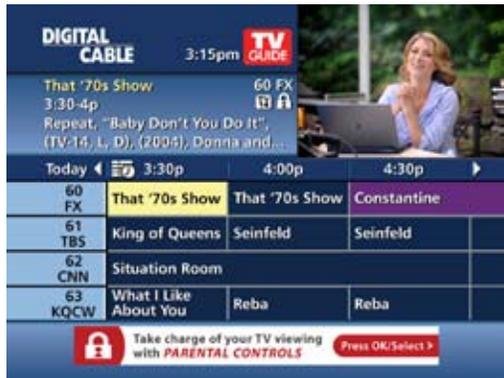 DIGITAL
CABLE
3:15pm
TV
GUIDE
That '70s Show 60 FX
3:30-4p
Repeat, "Baby Don't You
Do It",
(TV-14, L, D), (2004), Donna and...
Today 3:30p 4:00p 4:30p
60
FX
That '70s Show That '70s Show Constantine
61
TBS
King of Queens Seinfeld Seinfeld
62
CNN
Situation Room
63
KQCW
What I Like
About You
Reba Reba
Take charge of your TV viewing
with PARENTAL CONTROLS
Press OK/Select >